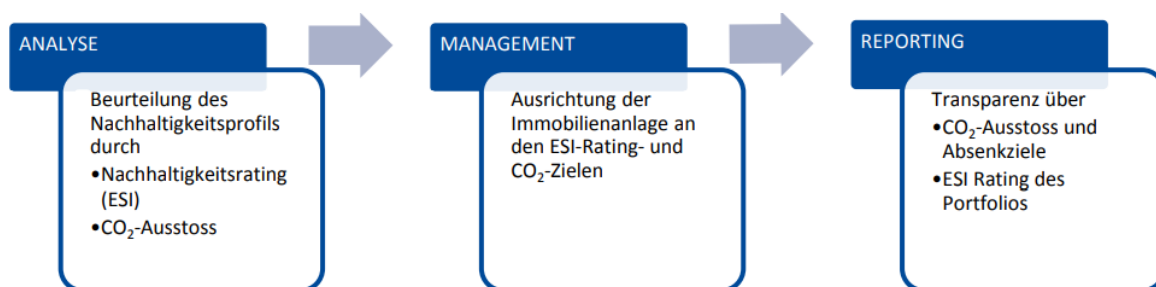 ANALYSE
Beurteilung des
Nachhaltigkeitsprofils
durch
•Nachhaltigkeitsrating
(ESI)
•CO₂-Ausstoss
MANAGEMENT
Ausrichtung der
Immobilienanlage an
den ESI-Rating- und
CO₂-Zielen
REPORTING
Transparenz über
•CO₂-Ausstoss und
Absenkziele
•ESI Rating des
Portfolios